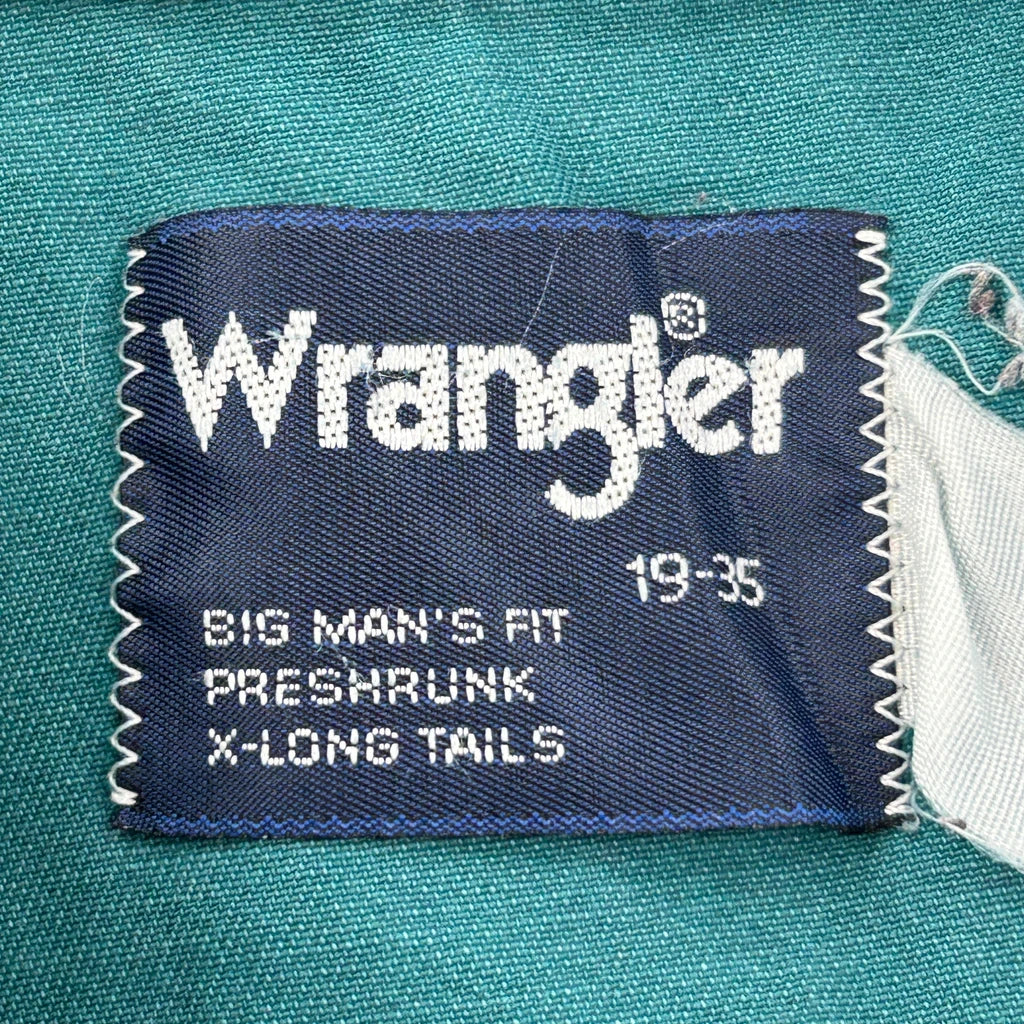 Wrangler®
19-35
BIG MAN'S FIT
PRESHRUNK
X-LONG TAILS